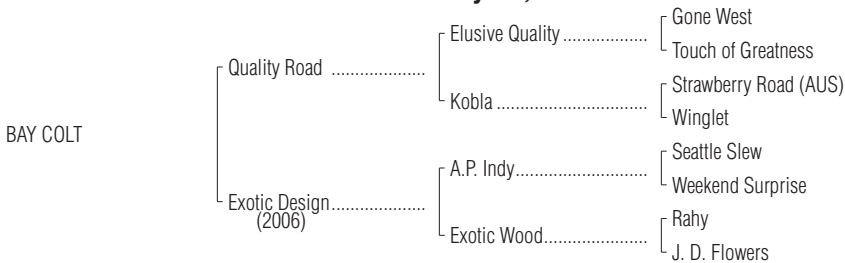 Gone West
Elusive Quality ...................
Touch of Greatness
Quality Road .....................
Strawberry Road (AUS)
Kobla ..................................
Winglet
BAY COLT
Seattle Slew
A.P. Indy..............................
Weekend Surprise
Exotic Design.....................
(2006)
Rahy
Exotic Wood.......................
J. D. Flowers